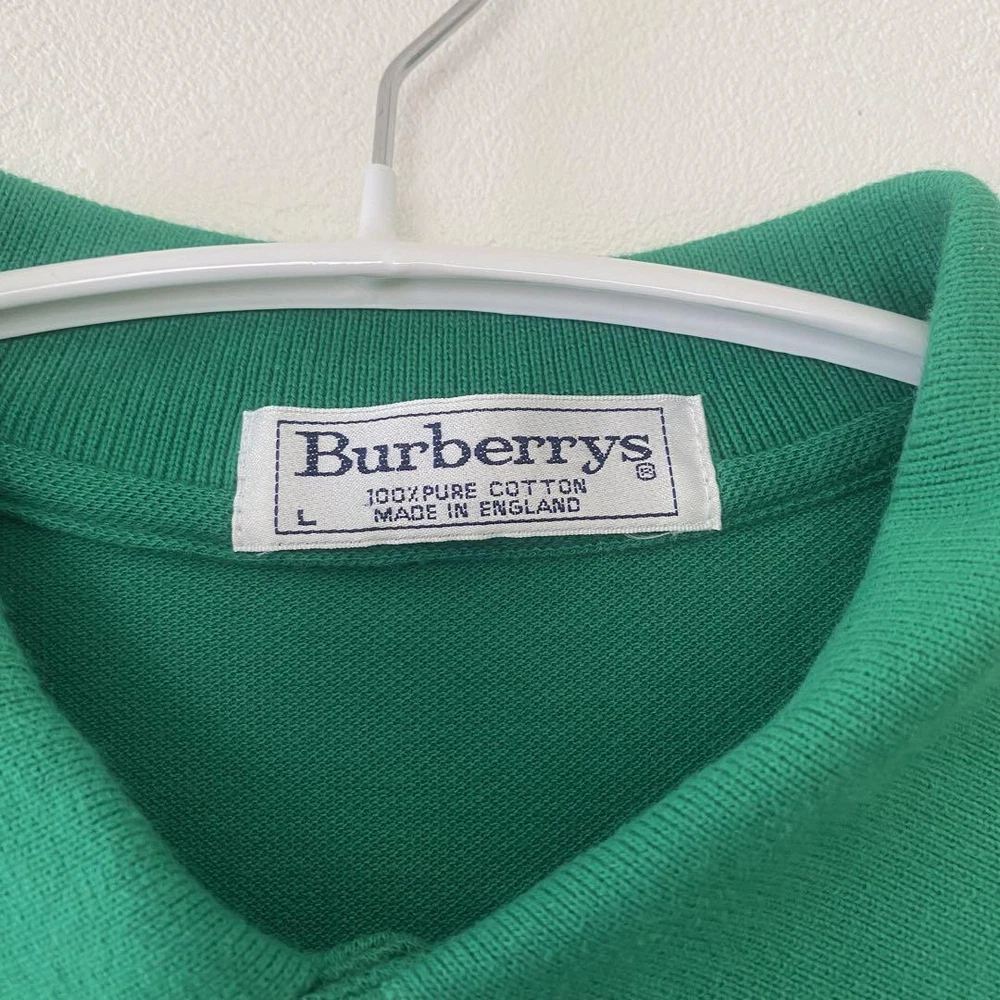 Burberrys®
100% PURE COTTON
L MADE IN ENGLAND